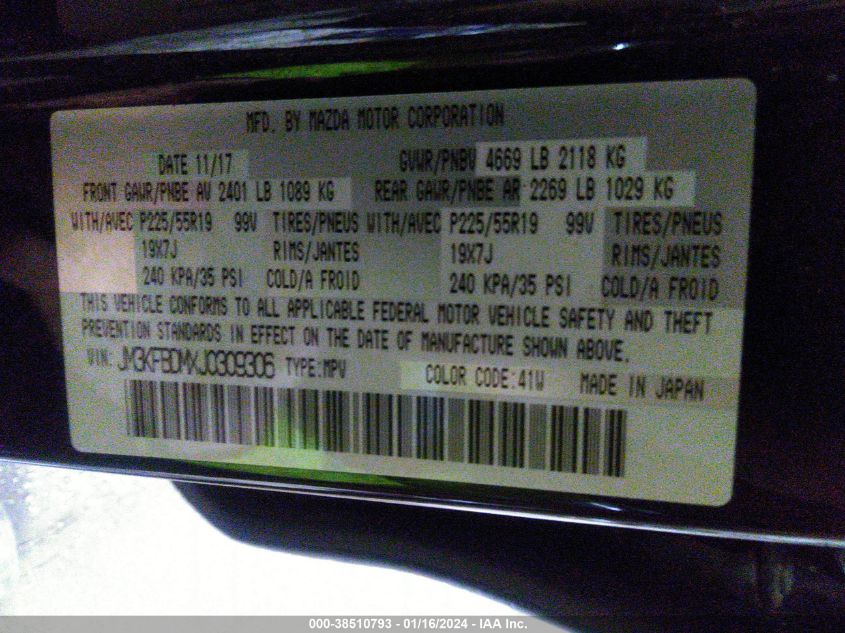 MFD. BY MAZDA MOTOR CORPORATION
DATE 11/17 GVWR/PNBV 4669 LB 2118 KG
FRONT GAWR/PNBE AV 2401 LB 1089 KG REAR GAWR/PNBE AR 2269 LB 1029 KG
WITH/AVEC P225/55R19 99V TIRES/PNEUS WITH/AVEC P225/55R19 99V TIRES/PNEUS
19X7J RIMS/JANTES 19X7J RIMS/JANTES
240 KPA/35 PSI COLD/A FROID 240 KPA/35 PSI COLD/A FROID
THIS VEHICLE CONFORMS TO ALL APPLICABLE FEDERAL MOTOR VEHICLE SAFETY AND THEFT
PREVENTION STANDARDS IN EFFECT ON THE DATE OF MANUFACTURE SHOWN ABOVE.
VIN: JM3KFBDMXJ0309306 TYPE:MPV COLOR CODE:41W MADE IN JAPAN
000-38510793 - 01/16/2024 - IAA Inc.